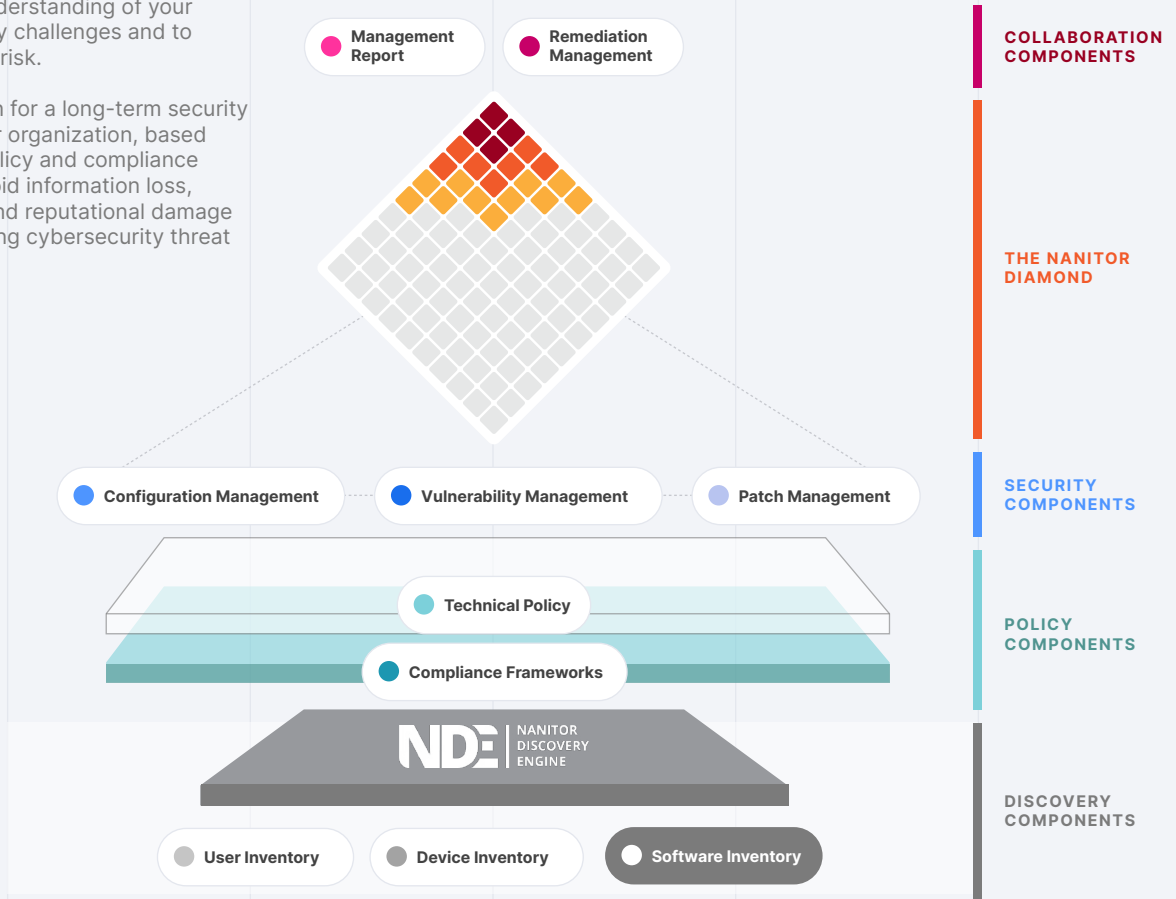 derstanding of your
y challenges and to
risk.
for a long-term security
r organization, based
licy and compliance
id information loss,
nd reputational damage
ng cybersecurity threat
Management
Report
Remediation
Management
COLLABORATION
COMPONENTS
THE NANITOR
DIAMOND
Configuration Management
Vulnerability Management
Patch Management
SECURITY
COMPONENTS
Technical Policy
Compliance Frameworks
POLICY
COMPONENTS
NDE
NANITOR
DISCOVERY
ENGINE
DISCOVERY
COMPONENTS
User Inventory
Device Inventory
Software Inventory